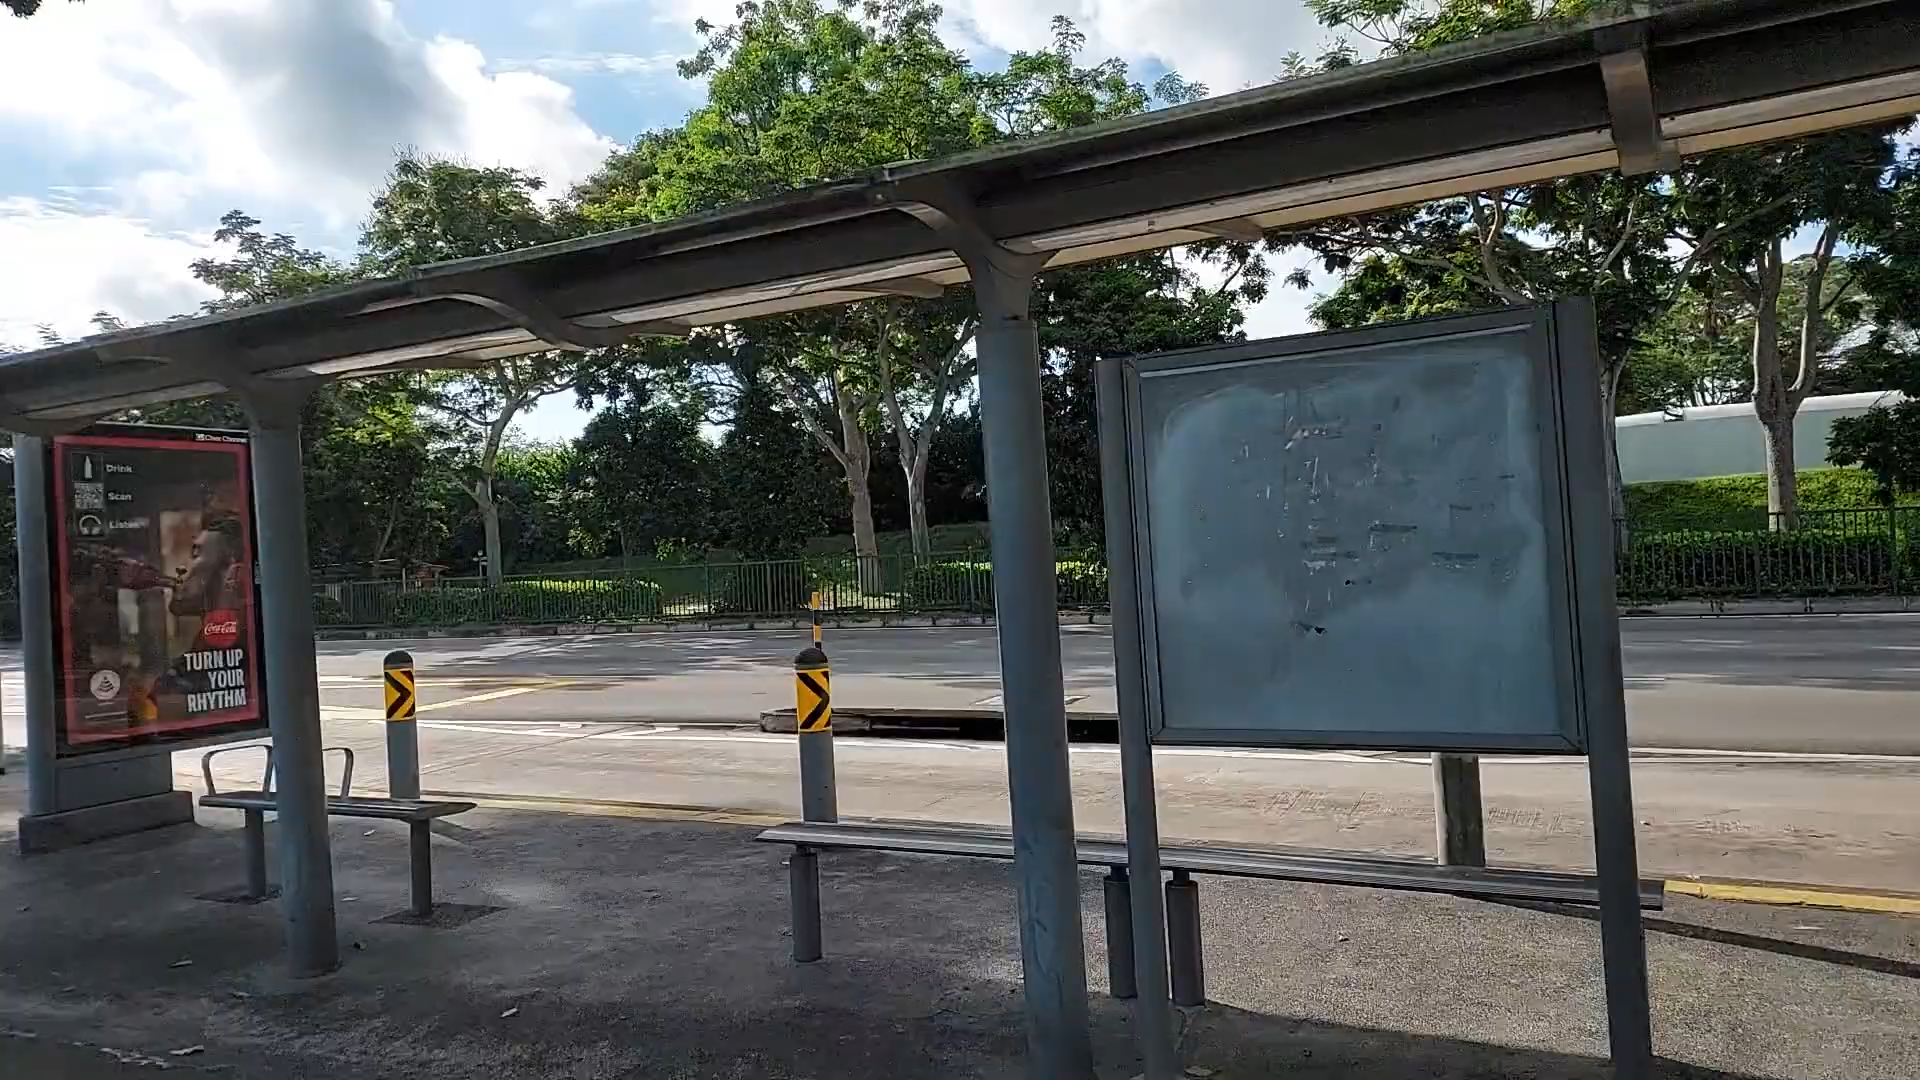 Clear Channel
Drink
Scan
Listen
Coca-Cola
TURN UP
YOUR
RHYTHM